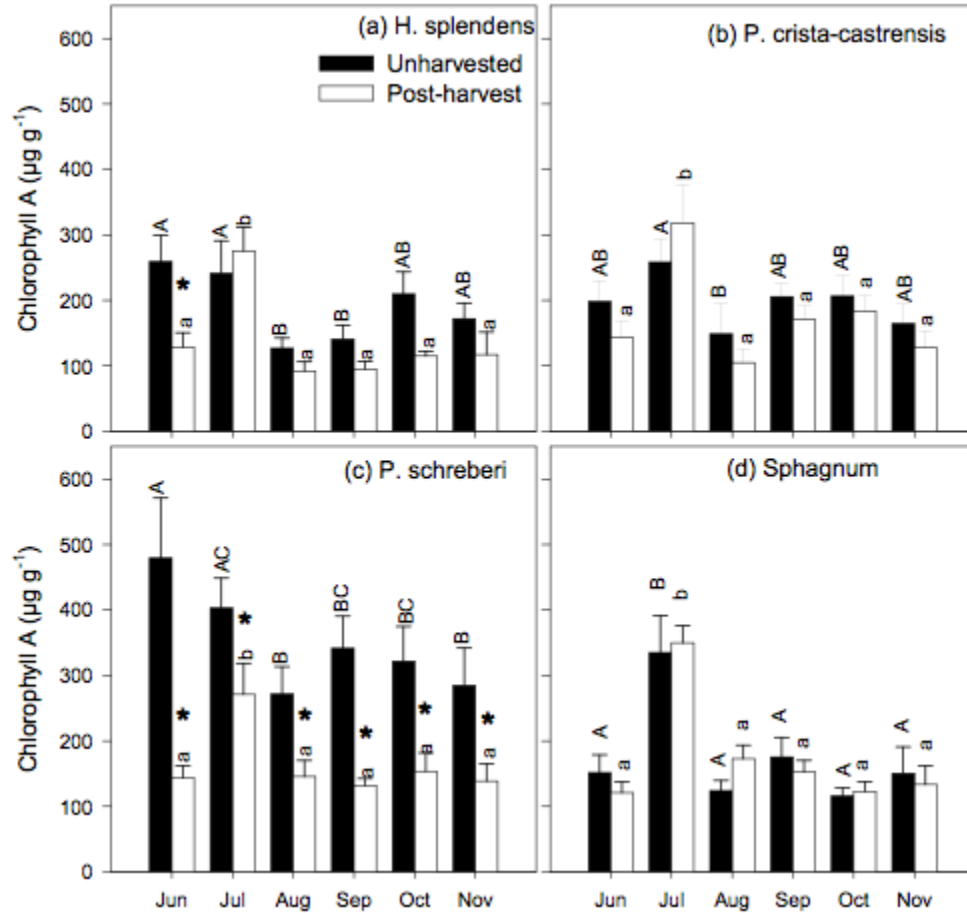 (a) H. splendens
Unharvested
Post-harvest
Chlorophyll A (µg g⁻¹)
600
500
400
300
200
100
0
A
*
a
A
b
B
a
B
a
AB
a
AB
a
(b) P. crista-castrensis
AB
a
A
b
B
a
AB
a
AB
a
AB
a
(c) P. schreberi
Chlorophyll A (µg g⁻¹)
600
500
400
300
200
100
0
A
*
a
AC
*
b
B
*
a
BC
*
a
BC
*
a
B
*
a
Jun Jul Aug Sep Oct Nov
(d) Sphagnum
A
a
B
b
A
a
A
a
A
a
A
a
Jun Jul Aug Sep Oct Nov